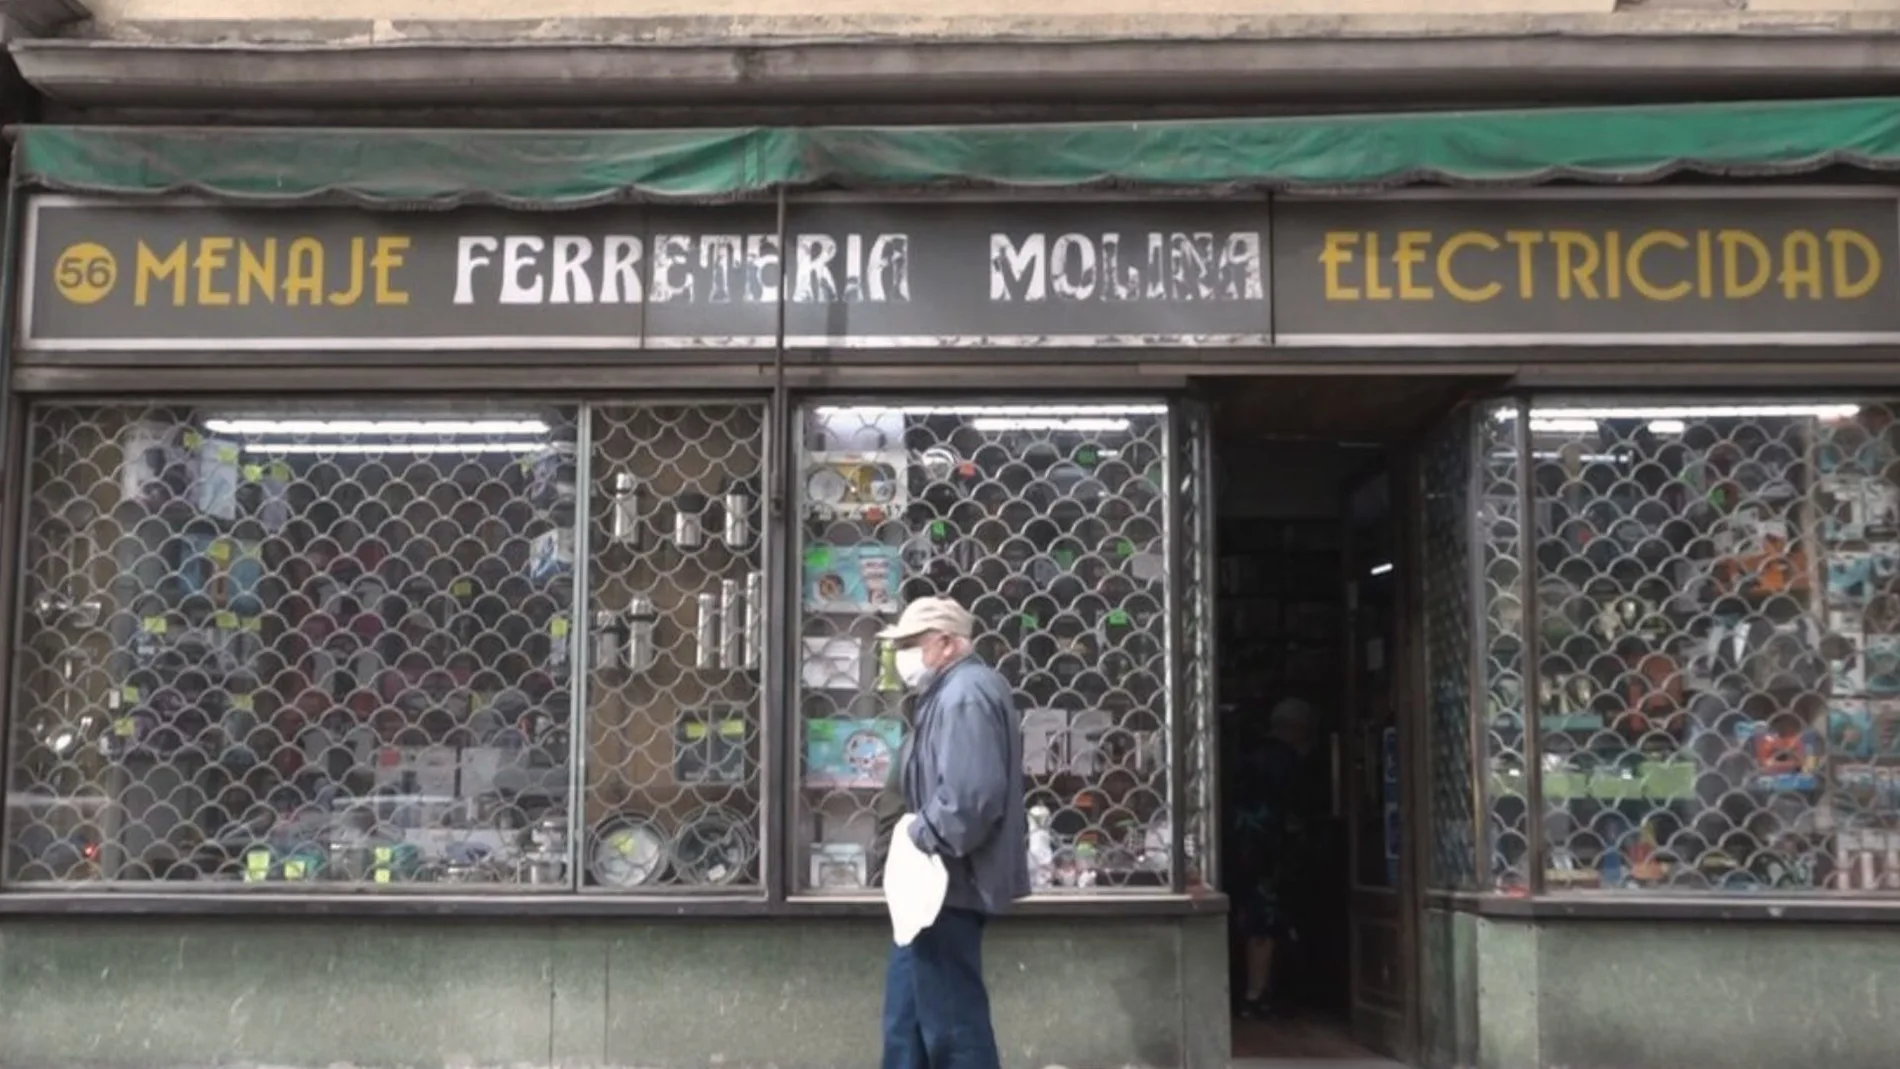 56 MENAJE FERRETERIA MOLINA ELECTRICIDAD